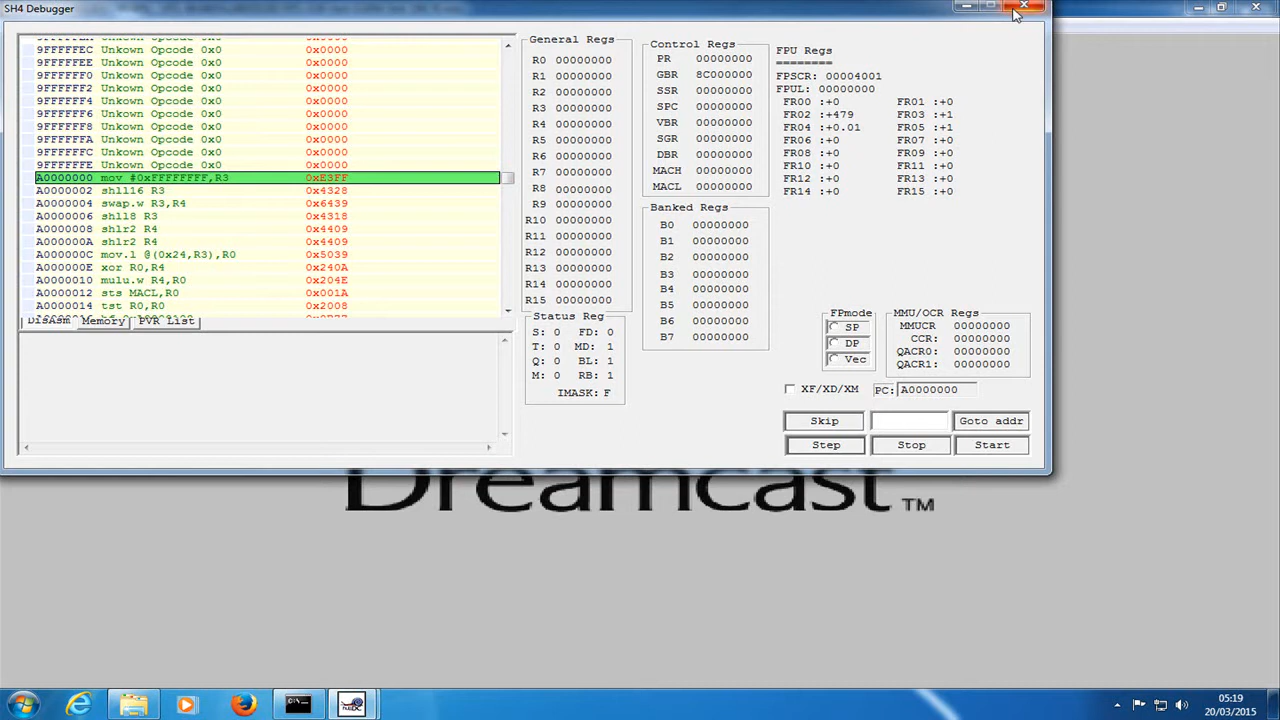 SH4 Debugger
9FFFFFEC Unkown Opcode 0x0 0x0000
9FFFFFEE Unkown Opcode 0x0 0x0000
9FFFFFF0 Unkown Opcode 0x0 0x0000
9FFFFFF2 Unkown Opcode 0x0 0x0000
9FFFFFF4 Unkown Opcode 0x0 0x0000
9FFFFFF6 Unkown Opcode 0x0 0x0000
9FFFFFF8 Unkown Opcode 0x0 0x0000
9FFFFFFA Unkown Opcode 0x0 0x0000
9FFFFFFC Unkown Opcode 0x0 0x0000
9FFFFFFE Unkown Opcode 0x0 0x0000
A0000000 mov #0xFFFFFFFF,R3 0xE3FF
A0000002 shll16 R3 0x4328
A0000004 swap.w R3,R4 0x6439
A0000006 shll8 R3 0x4318
A0000008 shlr2 R4 0x4409
A000000A shlr2 R4 0x4409
A000000C mov.l @(0x24,R3),R0 0x5039
A000000E xor R0,R4 0x240A
A0000010 mulu.w R4,R0 0x204E
A0000012 sts MACL,R0 0x001A
A0000014 tst R0,R0 0x2008
DisAsm Memory PVR List
General Regs
R0 00000000
R1 00000000
R2 00000000
R3 00000000
R4 00000000
R5 00000000
R6 00000000
R7 00000000
R8 00000000
R9 00000000
R10 00000000
R11 00000000
R12 00000000
R13 00000000
R14 00000000
R15 00000000
Status Reg
S: 0 FD: 0
T: 0 MD: 1
Q: 0 BL: 1
M: 0 RB: 1
IMASK: F
Control Regs
PR 00000000
GBR 8C000000
SSR 00000000
SPC 00000000
VBR 00000000
SGR 00000000
DBR 00000000
MACH 00000000
MACL 00000000
Banked Regs
B0 00000000
B1 00000000
B2 00000000
B3 00000000
B4 00000000
B5 00000000
B6 00000000
B7 00000000
FPU Regs
========
FPSCR: 00004001
FPUL: 00000000
FR00 :+0 FR01 :+0
FR02 :+479 FR03 :+1
FR04 :+0.01 FR05 :+1
FR06 :+0 FR07 :+0
FR08 :+0 FR09 :+0
FR10 :+0 FR11 :+0
FR12 :+0 FR13 :+0
FR14 :+0 FR15 :+0
FPmode
SP
DP
Vec
MMU/OCR Regs
MMUCR 00000000
CCR: 00000000
QACR0: 00000000
QACR1: 00000000
XF/XD/XM PC: A0000000
Skip Goto addr
Step Stop Start
Dreamcast™
05:19
20/03/2015